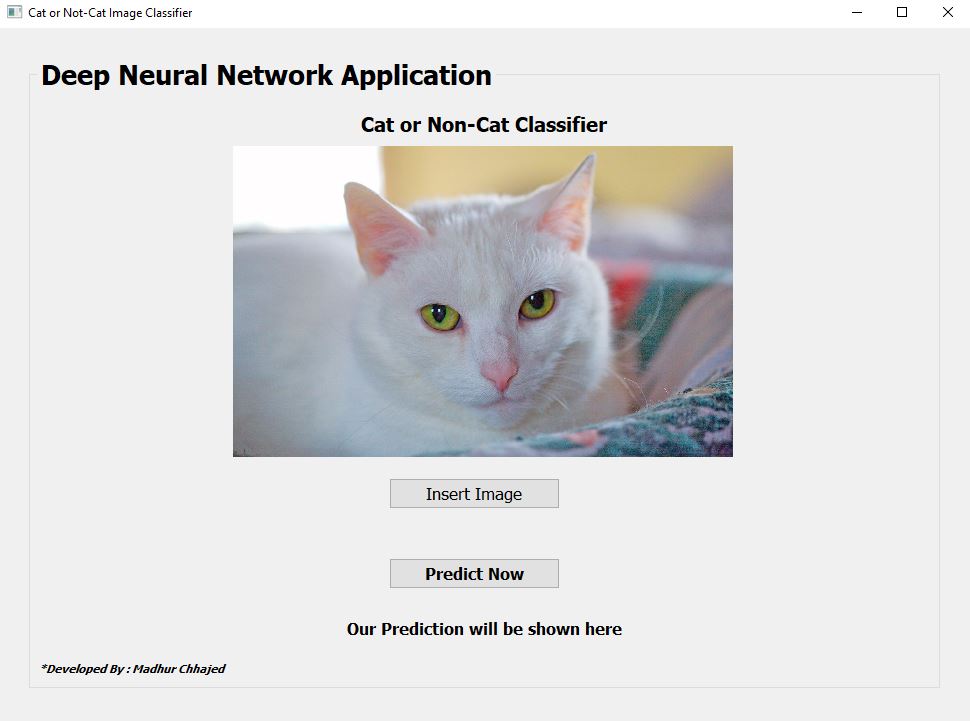 Cat or Not-Cat Image Classifier
Deep Neural Network Application
Cat or Non-Cat Classifier
Insert Image
Predict Now
Our Prediction will be shown here
*Developed By : Madhur Chhajed